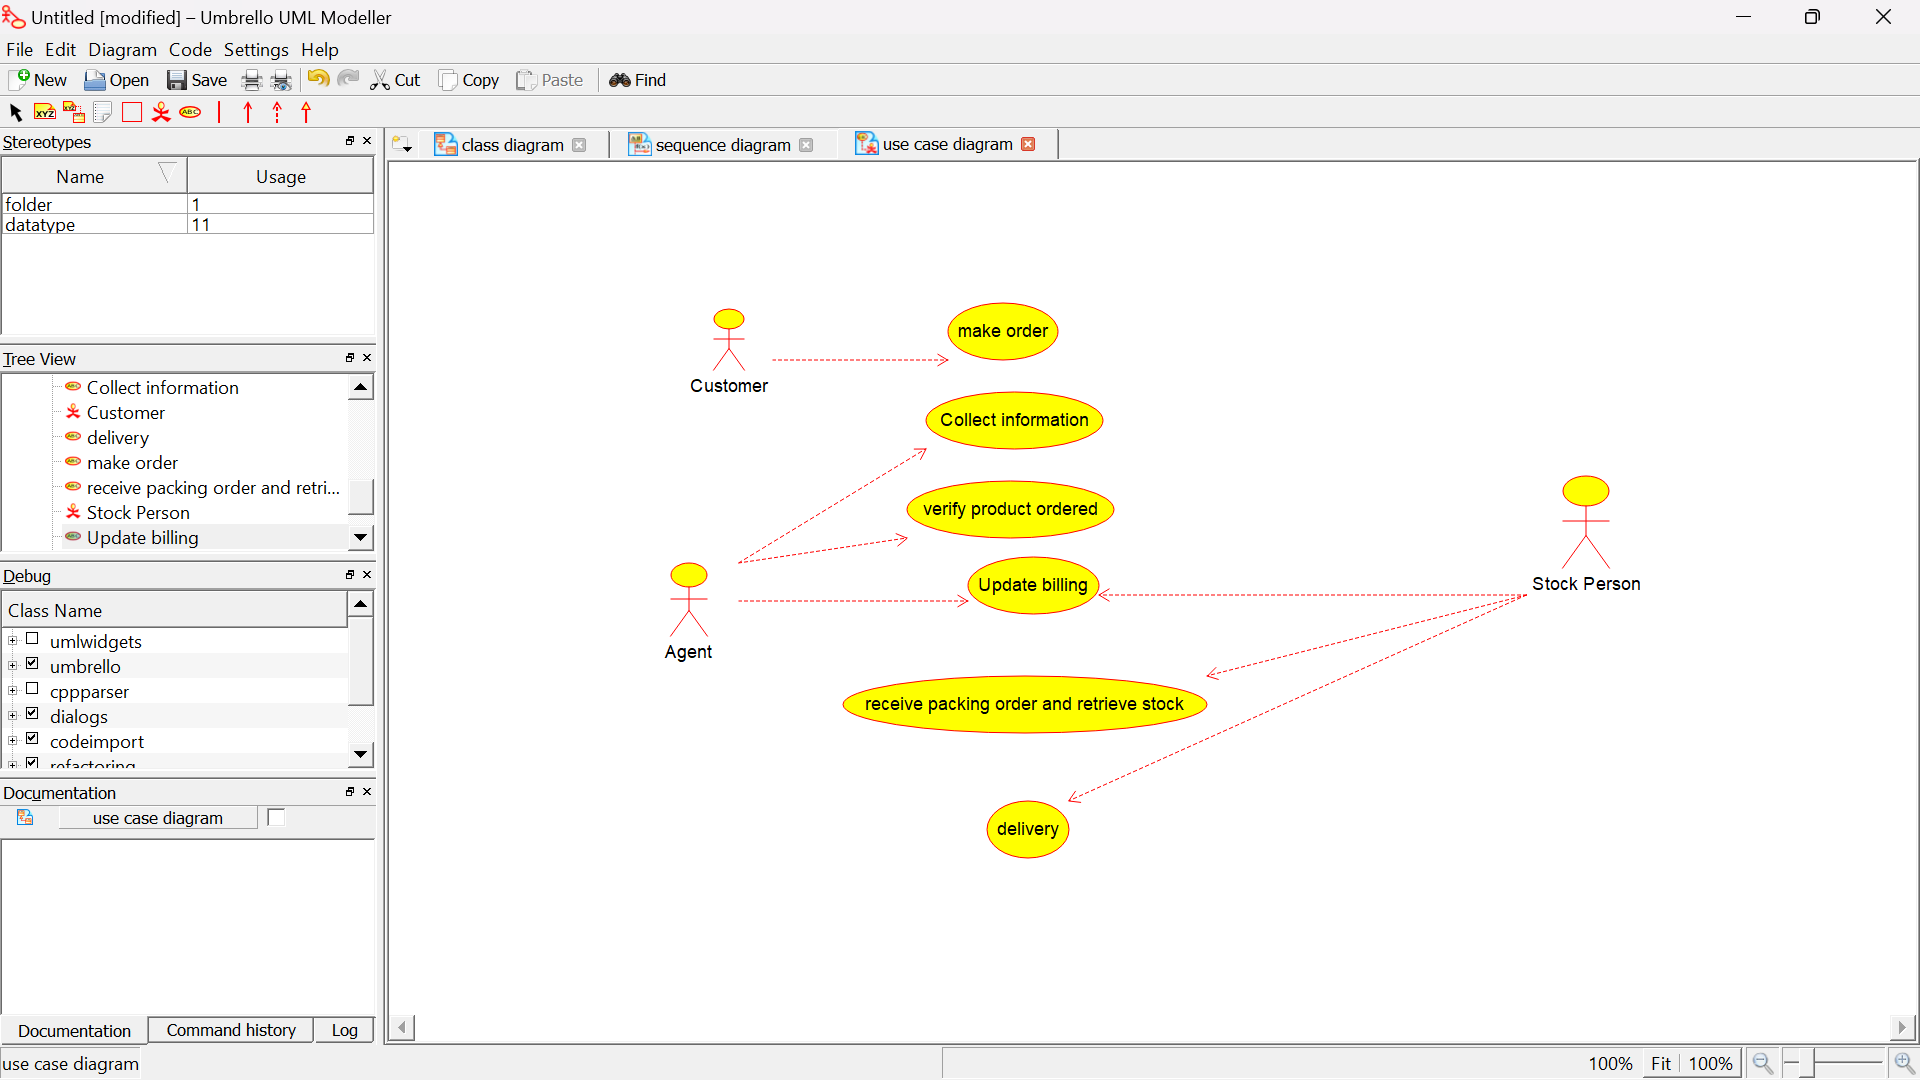 Untitled [modified] – Umbrello UML Modeller
File Edit Diagram Code Settings Help
New Open Save Cut Copy Paste Find
XYZ XYZ ABC
Stereotypes
Name Usage
folder 1
datatype 11
Tree View
Collect information
Customer
delivery
make order
receive packing order and retri...
Stock Person
Update billing
Debug
Class Name
umlwidgets
umbrello
cppparser
dialogs
codeimport
refactoring
Documentation
use case diagram
Documentation Command history Log
class diagram sequence diagram use case diagram
make order
Customer
Collect information
verify product ordered
Update billing
Stock Person
Agent
receive packing order and retrieve stock
delivery
use case diagram
100% Fit 100%